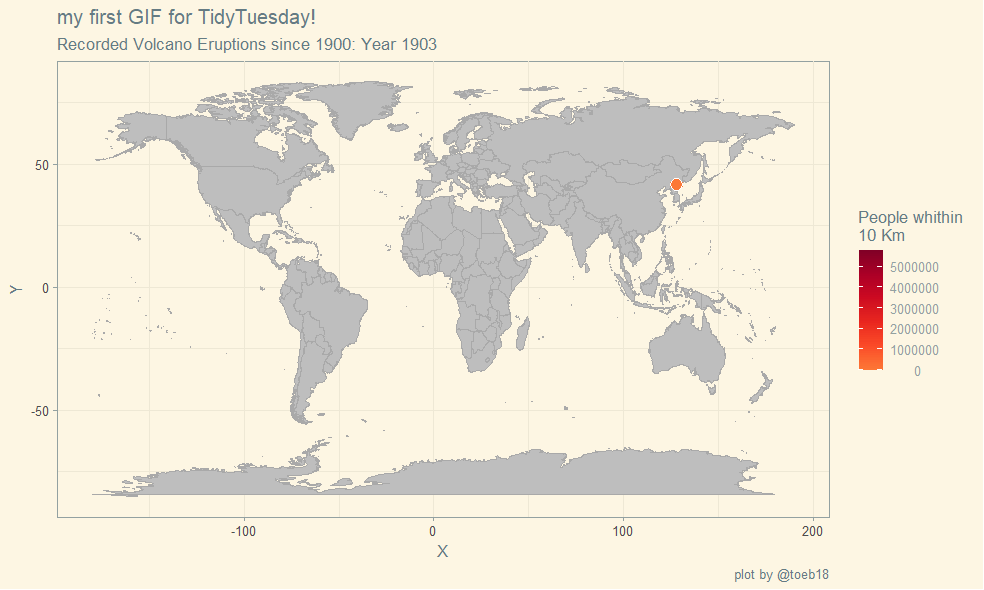 my first GIF for TidyTuesday!
Recorded Volcano Eruptions since 1900: Year 1903
50
0
-50
Y
-100
0
100
200
X
People whithin
10 Km
5000000
4000000
3000000
2000000
1000000
0
plot by @toeb18